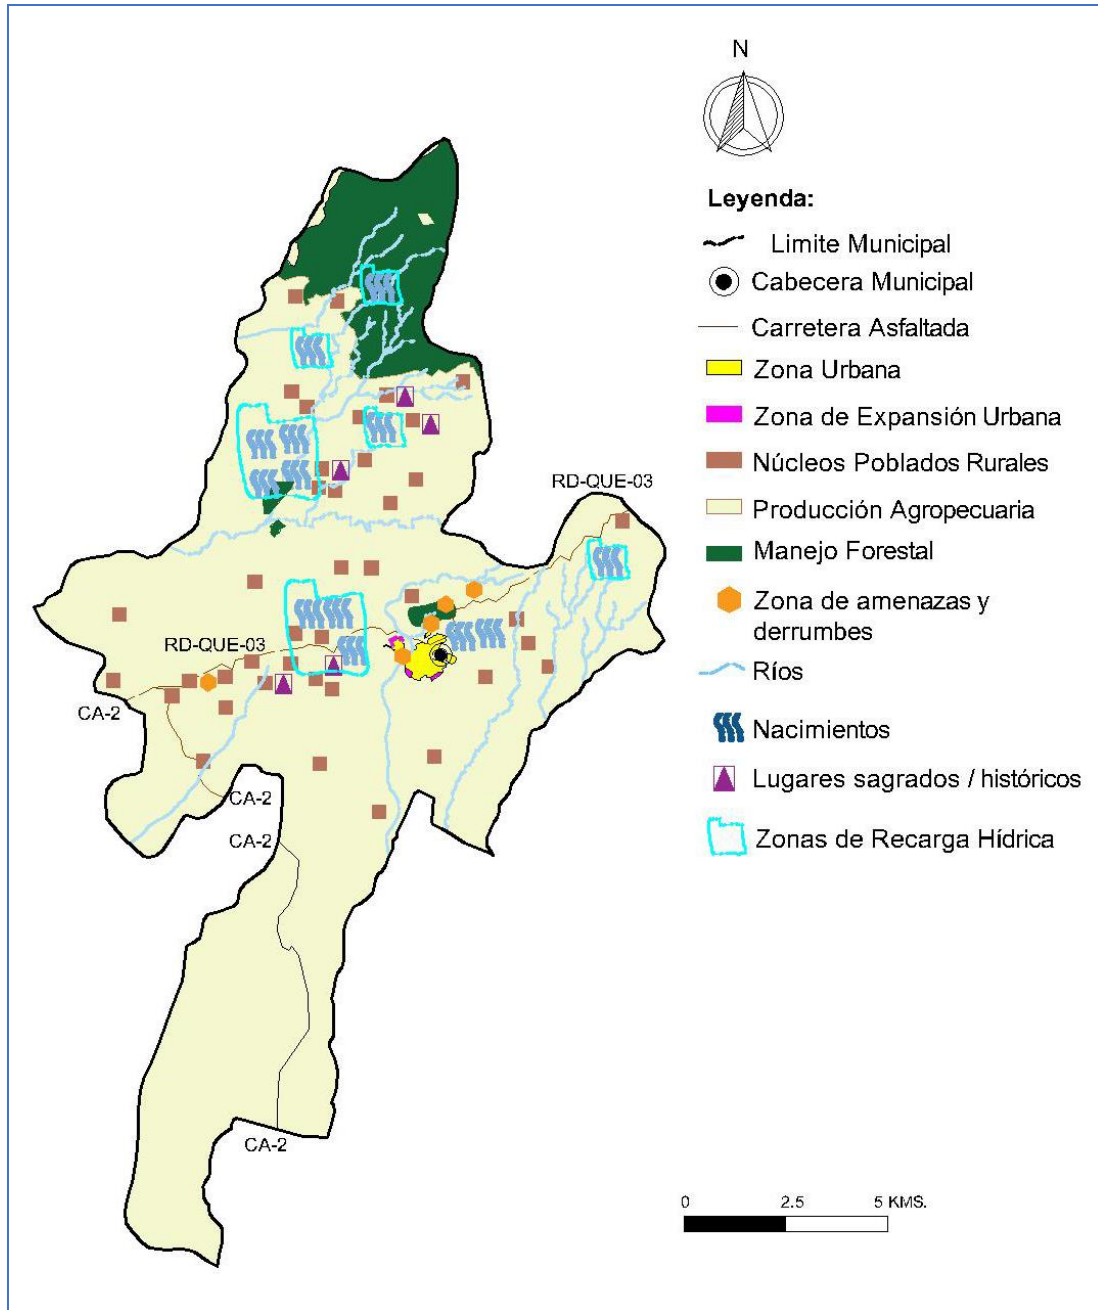 N
Leyenda:
Limite Municipal
Cabecera Municipal
Carretera Asfaltada
Zona Urbana
Zona de Expansión Urbana
Núcleos Poblados Rurales
Producción Agropecuaria
Manejo Forestal
Zona de amenazas y
derrumbes
Ríos
Nacimientos
Lugares sagrados / históricos
Zonas de Recarga Hídrica
RD-QUE-03
RD-QUE-03
CA-2
CA-2
CA-2
CA-2
0 2.5 5 KMS.